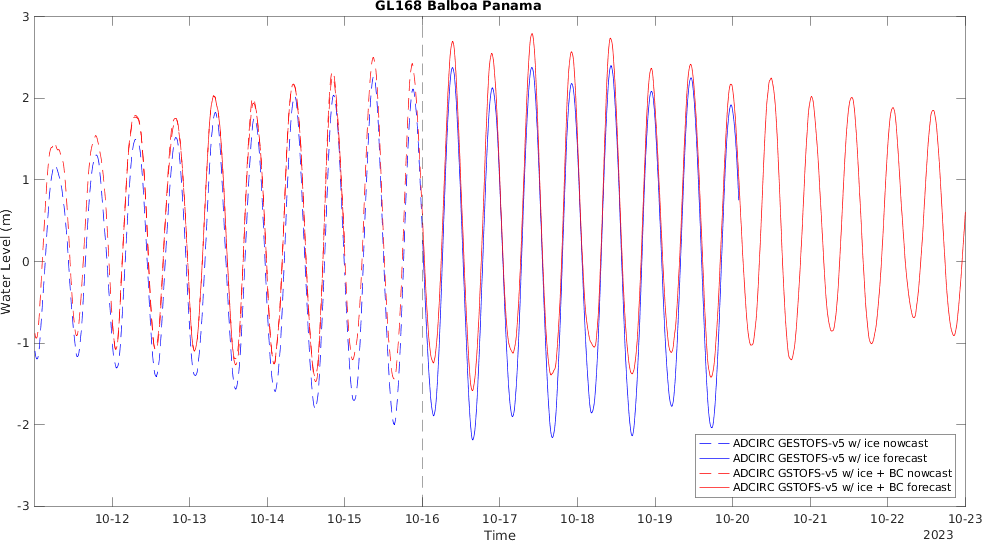 GL168 Balboa Panama
3
2
1
0
-1
-2
-3
Water Level (m)
ADCIRC GESTOFS-v5 w/ ice nowcast
ADCIRC GESTOFS-v5 w/ ice forecast
ADCIRC GSTOFS-v5 w/ ice + BC nowcast
ADCIRC GSTOFS-v5 w/ ice + BC forecast
10-12 10-13 10-14 10-15 10-16 10-17 10-18 10-19 10-20 10-21 10-22 10-23
Time
2023